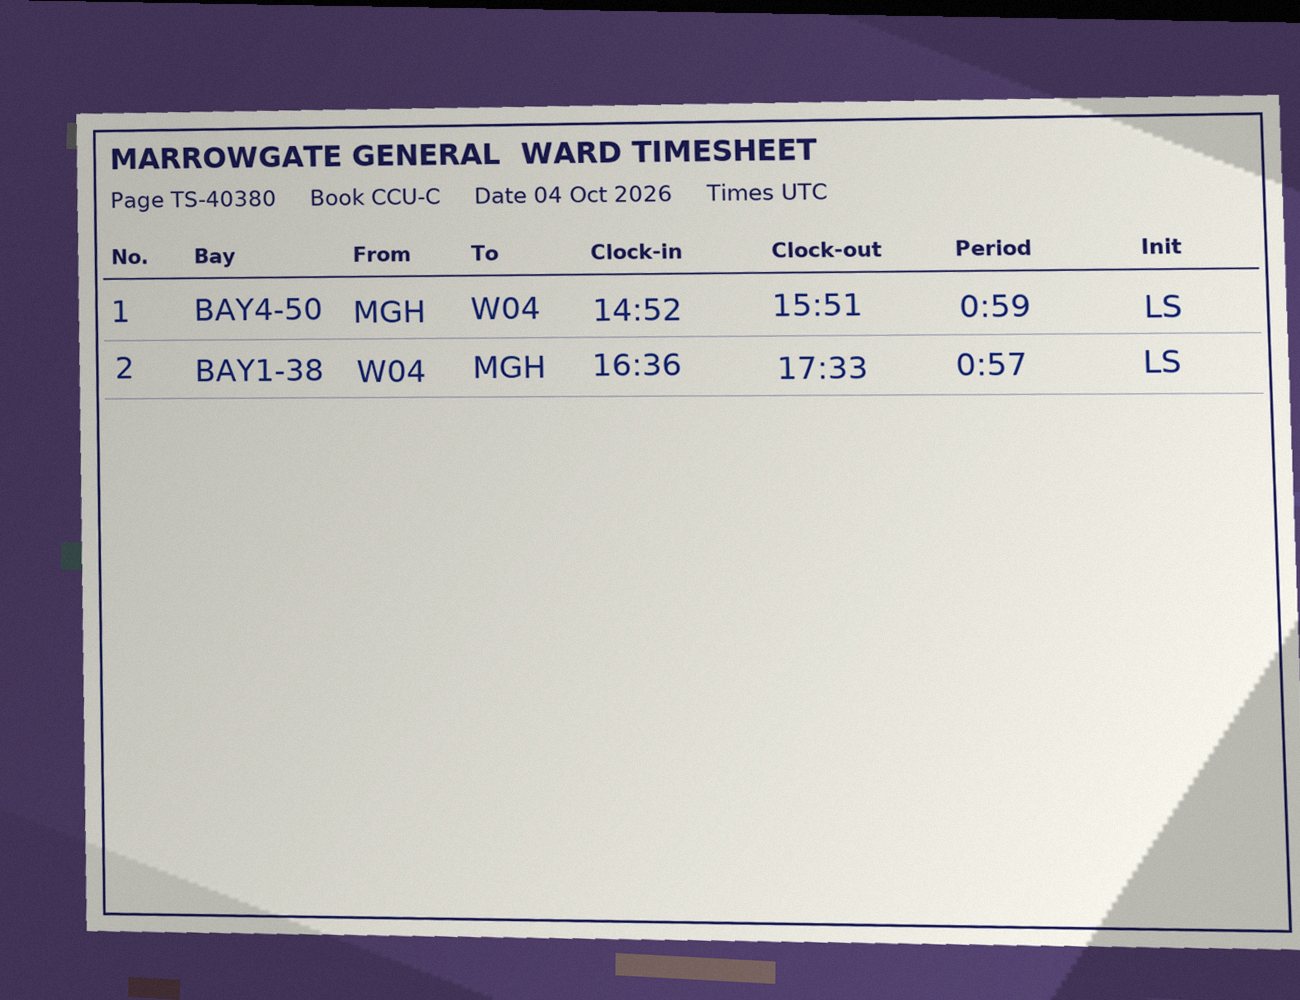 MARROWGATE GENERAL WARD TIMESHEET
Page TS-40380 Book CCU-C Date 04 Oct 2026 Times UTC
No. Bay From To Clock-in Clock-out Period Init
1 BAY4-50 MGH W04 14:52 15:51 0:59 LS
2 BAY1-38 W04 MGH 16:36 17:33 0:57 LS